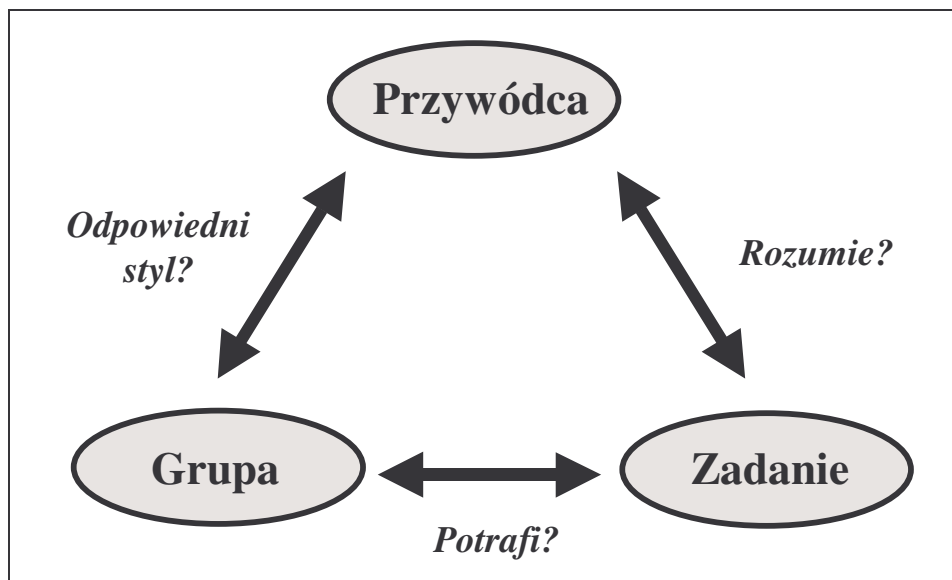 Przywódca
Odpowiedni
styl?
Rozumie?
Grupa
Zadanie
Potrafi?